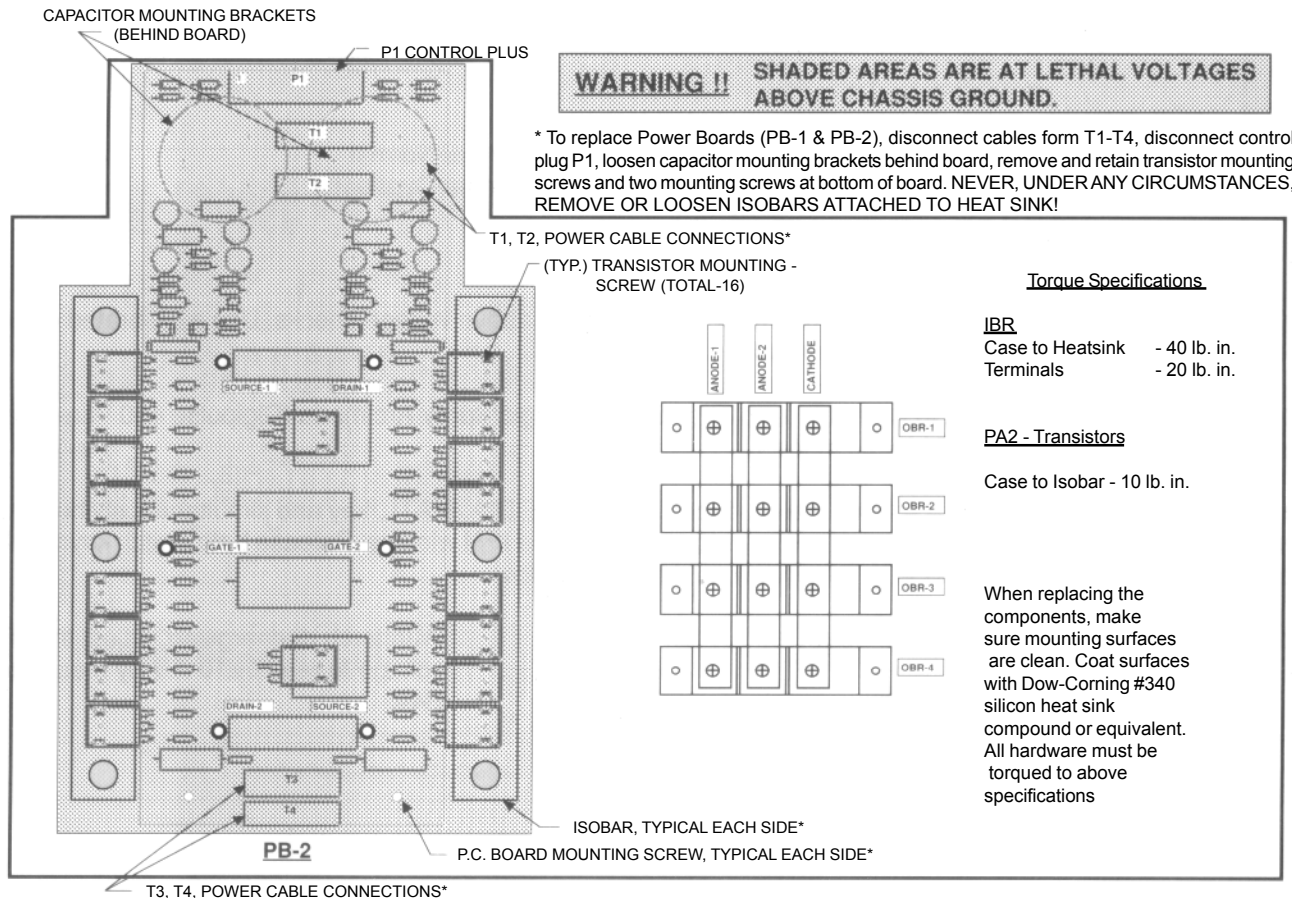 CAPACITOR MOUNTING BRACKETS
(BEHIND BOARD)
P1 CONTROL PLUS
P1
T1
T2
WARNING !! SHADED AREAS ARE AT LETHAL VOLTAGES
ABOVE CHASSIS GROUND.
* To replace Power Boards (PB-1 & PB-2), disconnect cables form T1-T4, disconnect control
plug P1, loosen capacitor mounting brackets behind board, remove and retain transistor mounting
screws and two mounting screws at bottom of board. NEVER, UNDER ANY CIRCUMSTANCES,
REMOVE OR LOOSEN ISOBARS ATTACHED TO HEAT SINK!
T1, T2, POWER CABLE CONNECTIONS*
(TYP.) TRANSISTOR MOUNTING -
SCREW (TOTAL-16)
SOURCE-1 DRAIN-1
GATE-1 GATE-2
DRAIN-2 SOURCE-2
T3
T4
PB-2
ISOBAR, TYPICAL EACH SIDE*
P.C. BOARD MOUNTING SCREW, TYPICAL EACH SIDE*
T3, T4, POWER CABLE CONNECTIONS*
ANODE-1
ANODE-2
CATHODE
OBR-1
OBR-2
OBR-3
OBR-4
Torque Specifications
IBR
Case to Heatsink - 40 lb. in.
Terminals - 20 lb. in.
PA2 - Transistors
Case to Isobar - 10 lb. in.
When replacing the
components, make
sure mounting surfaces
are clean. Coat surfaces
with Dow-Corning #340
silicon heat sink
compound or equivalent.
All hardware must be
torqued to above
specifications